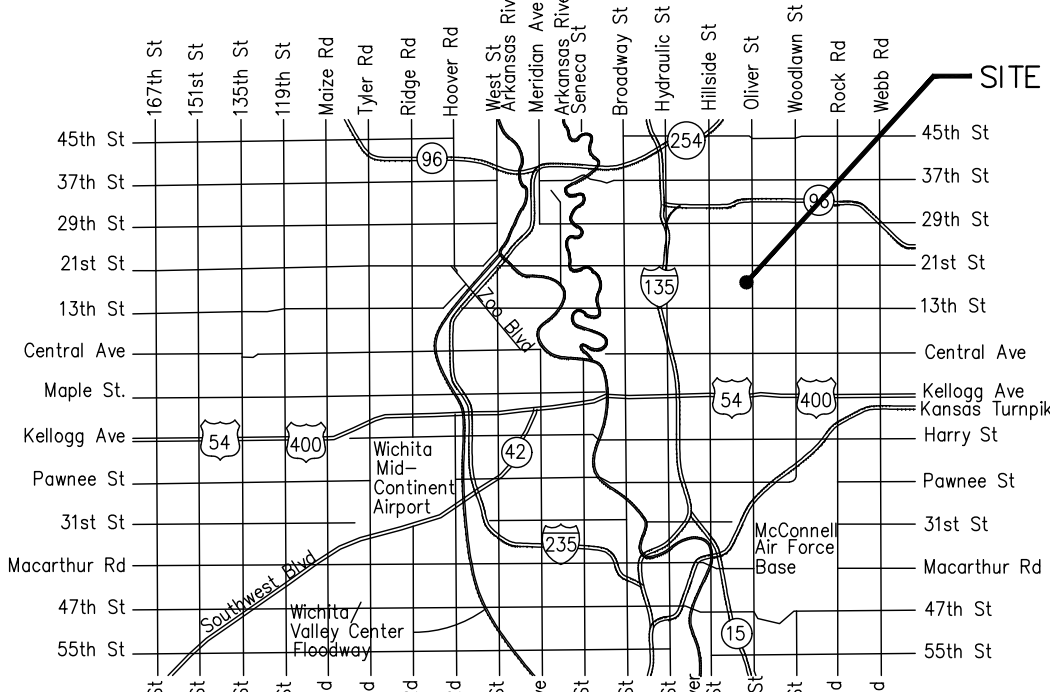 167th St
151st St
135th St
119th St
Maize Rd
Tyler Rd
Ridge Rd
Hoover Rd
West St
Arkansas Riv
Meridian Ave
Arkansas River
Seneca St
Broadway St
Hydraulic St
Hillside St
Oliver St
Woodlawn St
Rock Rd
Webb Rd
SITE
45th St
254
45th St
96
37th St
37th St
96
29th St
29th St
21st St
21st St
135
13th St
13th St
Zoo Blvd
Central Ave
Central Ave
Maple St.
54
400
Kellogg Ave
Kansas Turnpik
Kellogg Ave
54
400
42
Harry St
Wichita
Mid-
Continent
Airport
Pawnee St
Pawnee St
31st St
31st St
235
McConnell
Air Force
Base
Macarthur Rd
Macarthur Rd
Southwest Blvd
47th St
47th St
Wichita/
Valley Center
Floodway
15
55th St
55th St